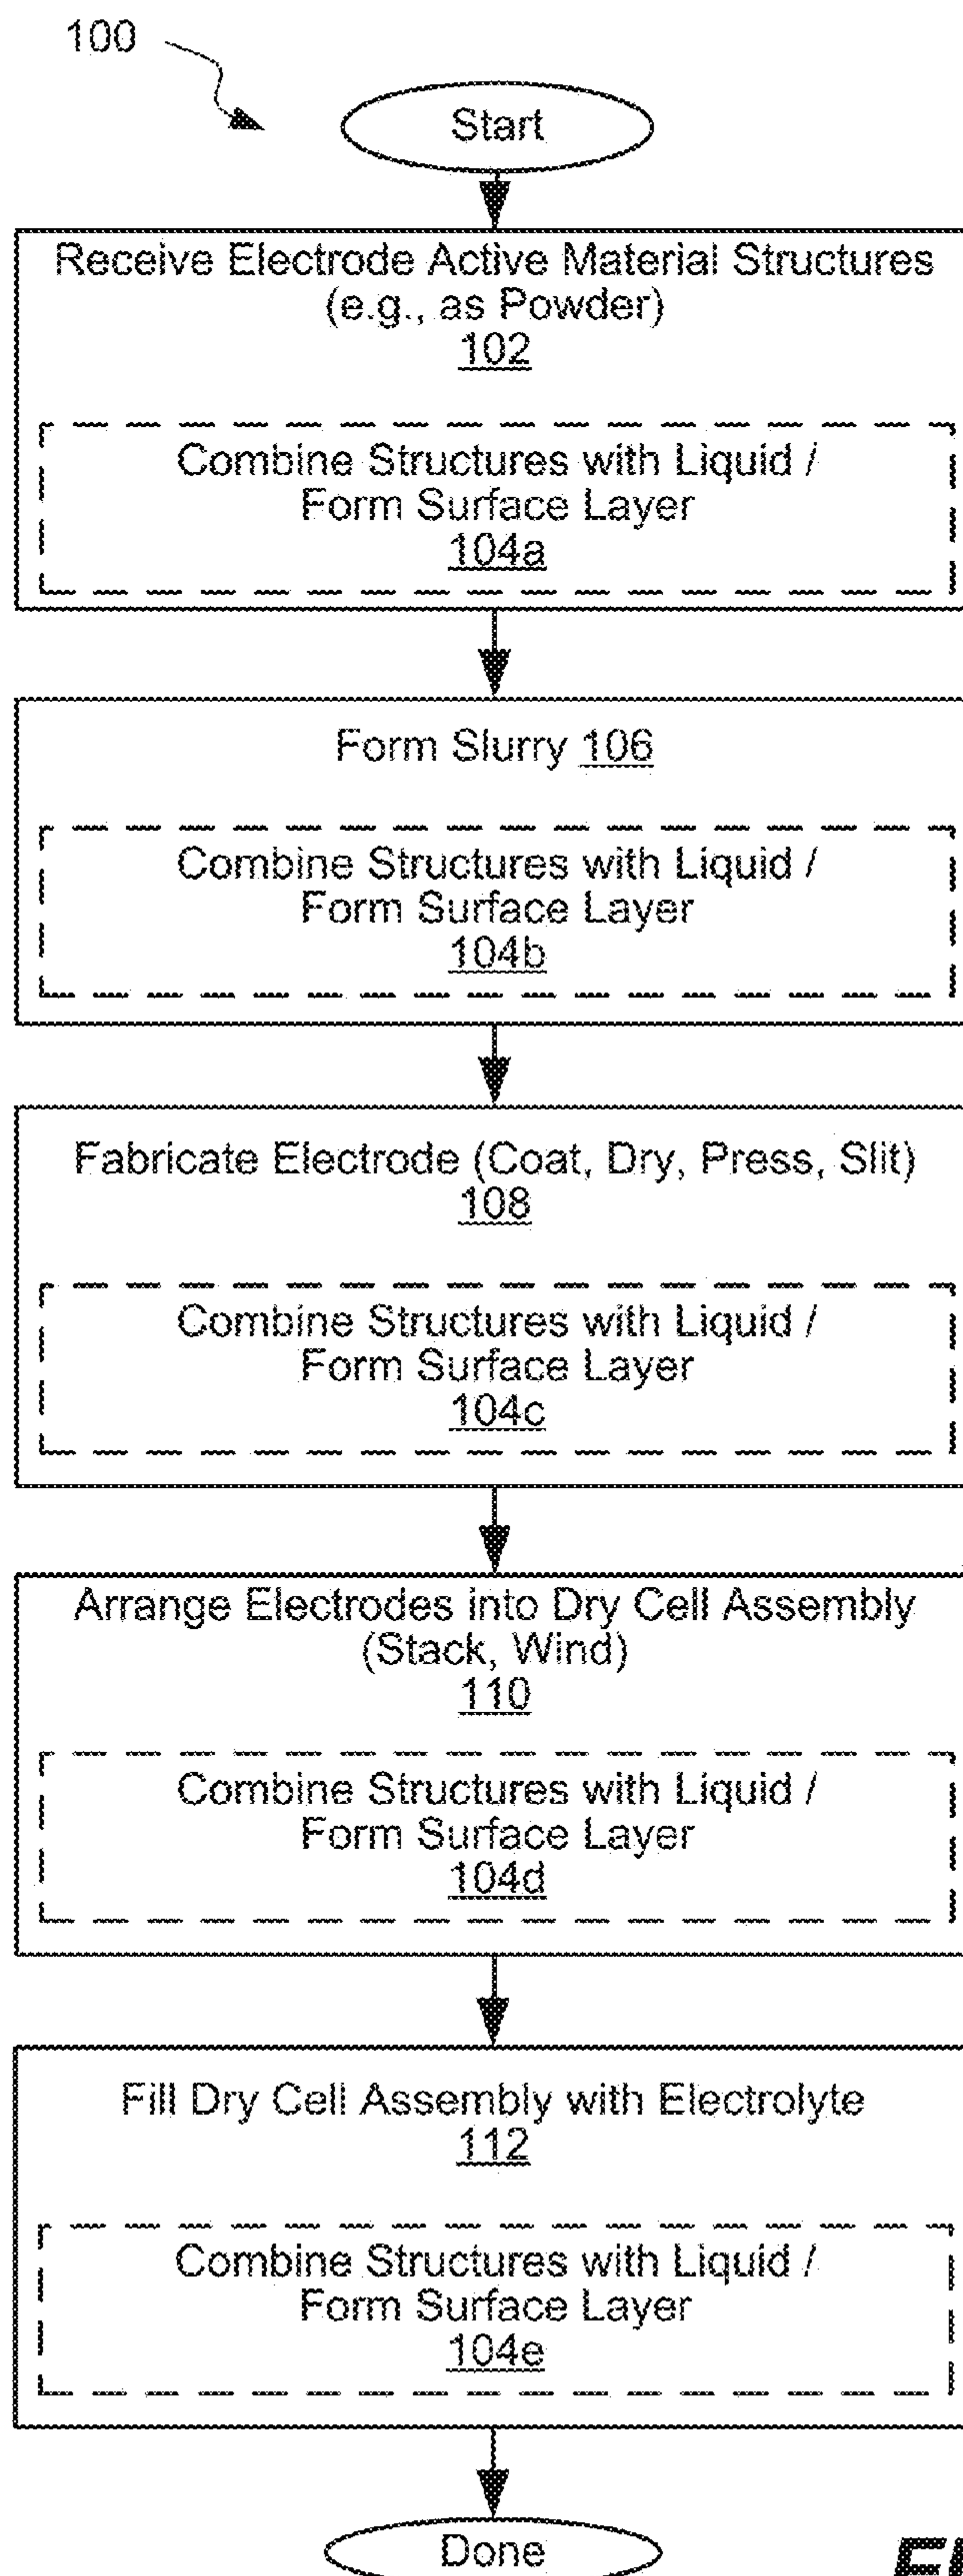 100
Start
Receive Electrode Active Material Structures
(e.g., as Powder)
102
Combine Structures with Liquid /
Form Surface Layer
104a
Form Slurry 106
Combine Structures with Liquid /
Form Surface Layer
104b
Fabricate Electrode (Coat, Dry, Press, Slit)
108
Combine Structures with Liquid /
Form Surface Layer
104c
Arrange Electrodes into Dry Cell Assembly
(Stack, Wind)
110
Combine Structures with Liquid /
Form Surface Layer
104d
Fill Dry Cell Assembly with Electrolyte
112
Combine Structures with Liquid /
Form Surface Layer
104e
Done